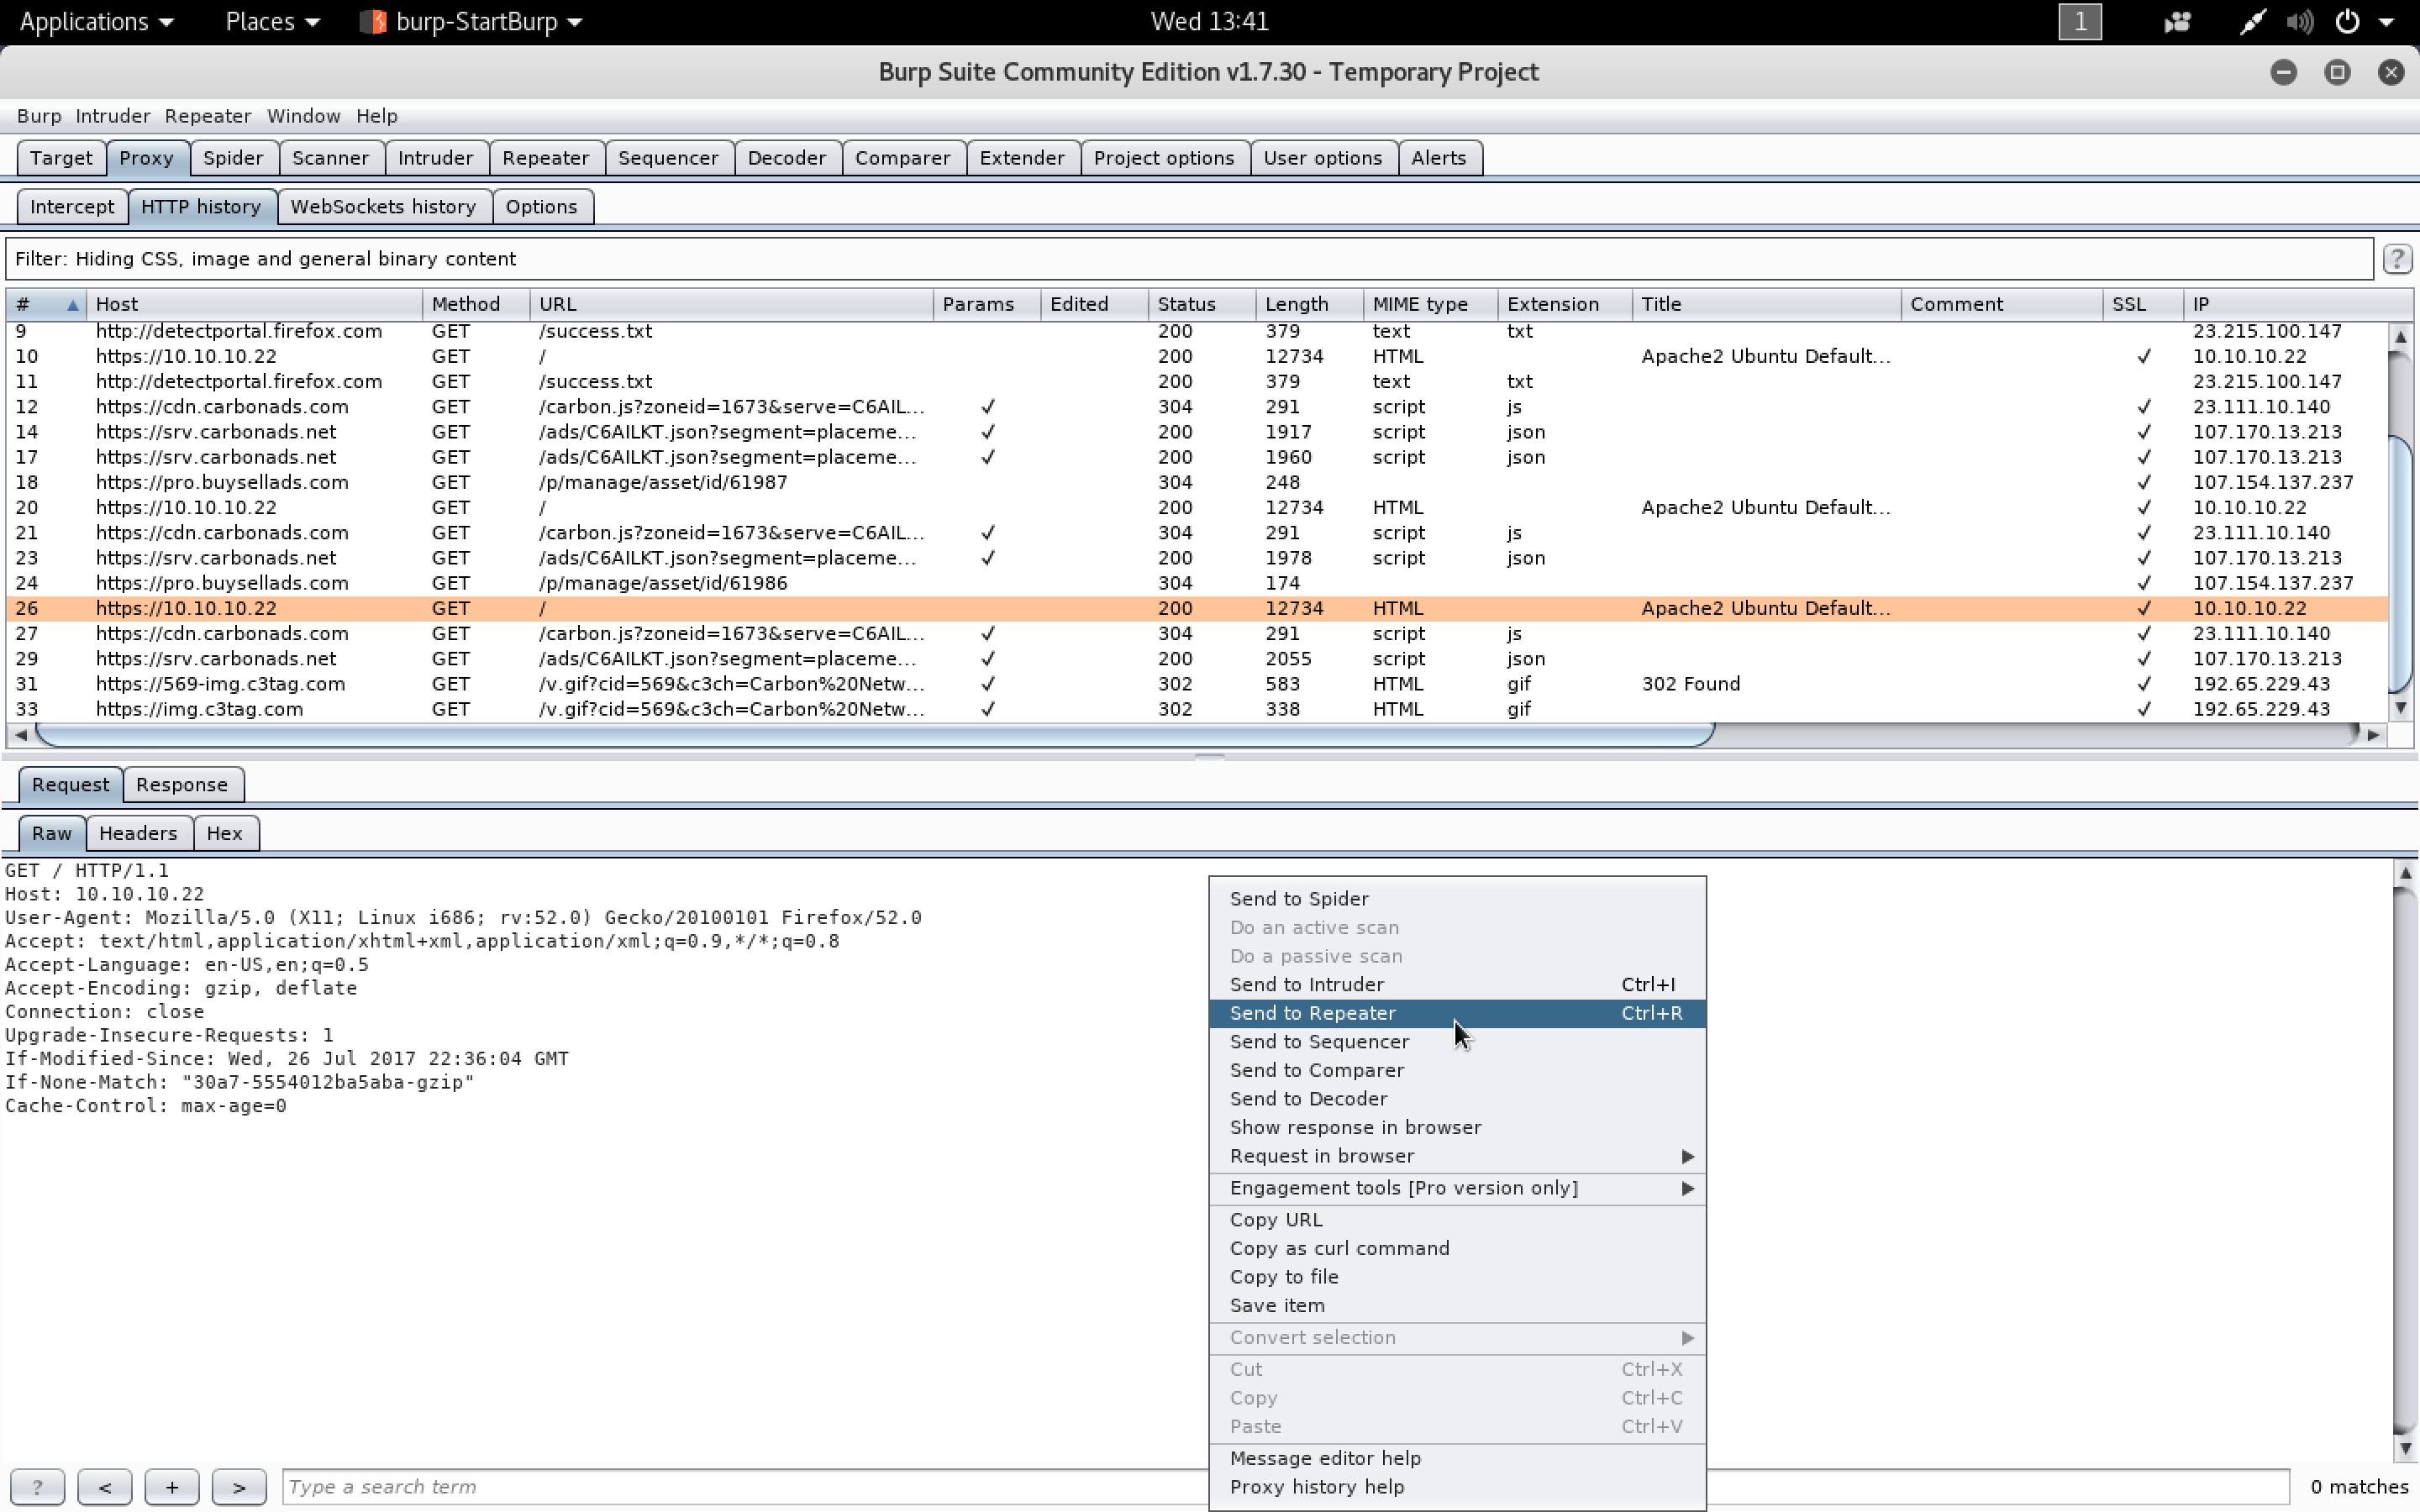 Applications Places burp-StartBurp Wed 13:41 1
Burp Suite Community Edition v1.7.30 - Temporary Project
Burp Intruder Repeater Window Help
Target Proxy Spider Scanner Intruder Repeater Sequencer Decoder Comparer Extender Project options User options Alerts
Intercept HTTP history WebSockets history Options
Filter: Hiding CSS, image and general binary content ?
# Host Method URL Params Edited Status Length MIME type Extension Title Comment SSL IP
9 http://detectportal.firefox.com GET /success.txt 200 379 text txt 23.215.100.147
10 https://10.10.10.22 GET / 200 12734 HTML Apache2 Ubuntu Default... ✓ 10.10.10.22
11 http://detectportal.firefox.com GET /success.txt 200 379 text txt 23.215.100.147
12 https://cdn.carbonads.com GET /carbon.js?zoneid=1673&serve=C6AIL... ✓ 304 291 script js ✓ 23.111.10.140
14 https://srv.carbonads.net GET /ads/C6AILKT.json?segment=placeme... ✓ 200 1917 script json ✓ 107.170.13.213
17 https://srv.carbonads.net GET /ads/C6AILKT.json?segment=placeme... ✓ 200 1960 script json ✓ 107.170.13.213
18 https://pro.buysellads.com GET /p/manage/asset/id/61987 304 248 ✓ 107.154.137.237
20 https://10.10.10.22 GET / 200 12734 HTML Apache2 Ubuntu Default... ✓ 10.10.10.22
21 https://cdn.carbonads.com GET /carbon.js?zoneid=1673&serve=C6AIL... ✓ 304 291 script js ✓ 23.111.10.140
23 https://srv.carbonads.net GET /ads/C6AILKT.json?segment=placeme... ✓ 200 1978 script json ✓ 107.170.13.213
24 https://pro.buysellads.com GET /p/manage/asset/id/61986 304 174 ✓ 107.154.137.237
26 https://10.10.10.22 GET / 200 12734 HTML Apache2 Ubuntu Default... ✓ 10.10.10.22
27 https://cdn.carbonads.com GET /carbon.js?zoneid=1673&serve=C6AIL... ✓ 304 291 script js ✓ 23.111.10.140
29 https://srv.carbonads.net GET /ads/C6AILKT.json?segment=placeme... ✓ 200 2055 script json ✓ 107.170.13.213
31 https://569-img.c3tag.com GET /v.gif?cid=569&c3ch=Carbon%20Netw... ✓ 302 583 HTML gif 302 Found ✓ 192.65.229.43
33 https://img.c3tag.com GET /v.gif?cid=569&c3ch=Carbon%20Netw... ✓ 302 338 HTML gif ✓ 192.65.229.43
Request Response
Raw Headers Hex
GET / HTTP/1.1
Host: 10.10.10.22
User-Agent: Mozilla/5.0 (X11; Linux i686; rv:52.0) Gecko/20100101 Firefox/52.0
Accept: text/html,application/xhtml+xml,application/xml;q=0.9,*/*;q=0.8
Accept-Language: en-US,en;q=0.5
Accept-Encoding: gzip, deflate
Connection: close
Upgrade-Insecure-Requests: 1
If-Modified-Since: Wed, 26 Jul 2017 22:36:04 GMT
If-None-Match: "30a7-5554012ba5aba-gzip"
Cache-Control: max-age=0
Send to Spider
Do an active scan
Do a passive scan
Send to Intruder Ctrl+I
Send to Repeater Ctrl+R
Send to Sequencer
Send to Comparer
Send to Decoder
Show response in browser
Request in browser
Engagement tools [Pro version only]
Copy URL
Copy as curl command
Copy to file
Save item
Convert selection
Cut Ctrl+X
Copy Ctrl+C
Paste Ctrl+V
Message editor help
Proxy history help
? < + > Type a search term 0 matches